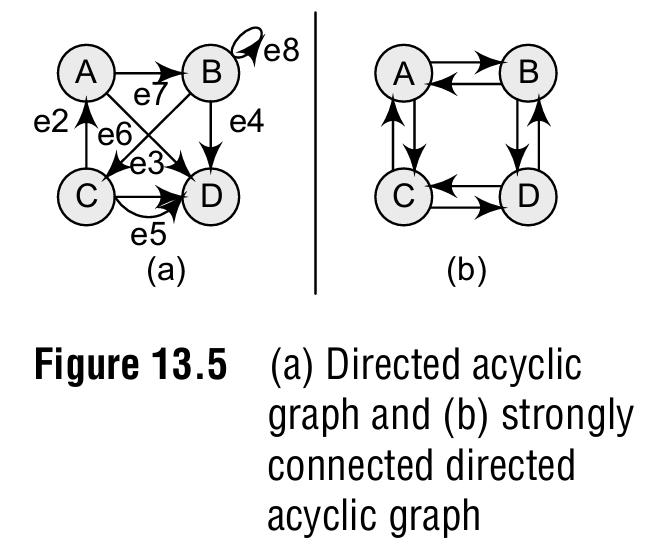 A B e8 A B
e7
e2 e6 e4
e3
C D C D
e5
(a) (b)
Figure 13.5 (a) Directed acyclic
graph and (b) strongly
connected directed
acyclic graph